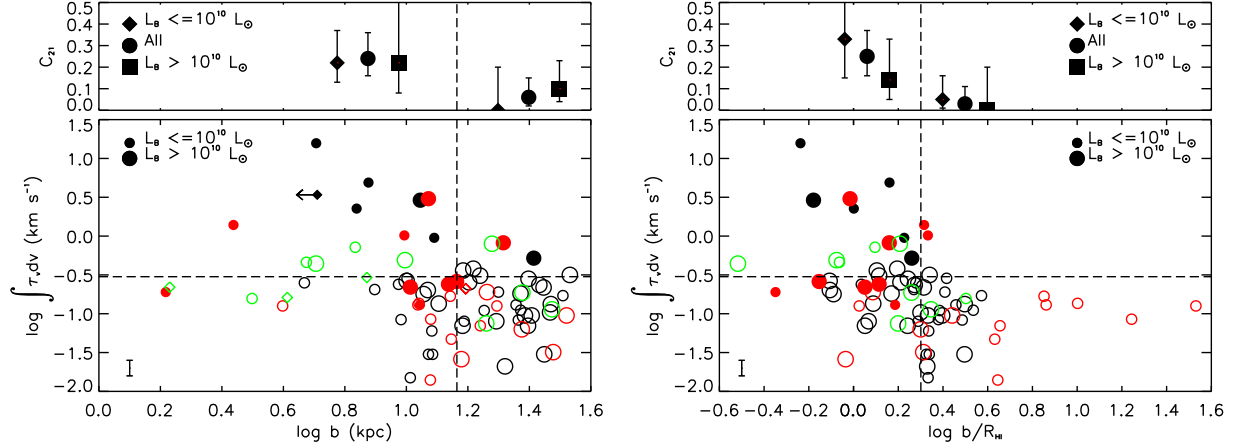 C₂₁
0.5
0.4
0.3
0.2
0.1
0.0
L_B <=10¹⁰ L_⊙
All
L_B > 10¹⁰ L_⊙
log ∫ τᵥdv (km s⁻¹)
1.5
1.0
0.5
0.0
−0.5
−1.0
−1.5
−2.0
L_B <=10¹⁰ L_⊙
L_B > 10¹⁰ L_⊙
0.0 0.2 0.4 0.6 0.8 1.0 1.2 1.4 1.6
log b (kpc)
C₂₁
0.5
0.4
0.3
0.2
0.1
0.0
L_B <=10¹⁰ L_⊙
All
L_B > 10¹⁰ L_⊙
log ∫ τᵥdv (km s⁻¹)
1.5
1.0
0.5
0.0
−0.5
−1.0
−1.5
−2.0
L_B <=10¹⁰ L_⊙
L_B > 10¹⁰ L_⊙
−0.6 −0.4 −0.2 0.0 0.2 0.4 0.6 0.8 1.0 1.2 1.4 1.6
log b/R_HI